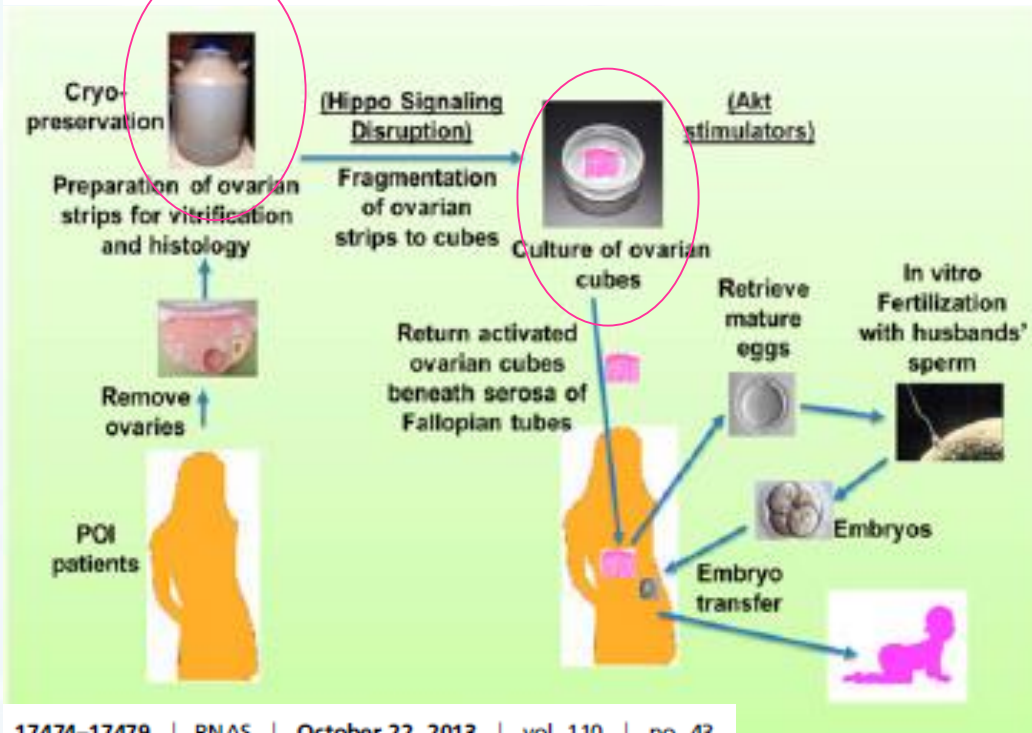 Cryo-
preservation
Preparation of ovarian
strips for vitrification
and histology
Remove
ovaries
POI
patients
(Hippo Signaling
Disruption)
Fragmentation
of ovarian
strips to cubes
(Akt
stimulators)
Culture of ovarian
cubes
Return activated
ovarian cubes
beneath serosa of
Fallopian tubes
Retrieve
mature
eggs
In vitro
Fertilization
with husbands'
sperm
Embryos
Embryo
transfer
17474–17479 | PNAS | October 22, 2013 | vol. 110 | no. 43